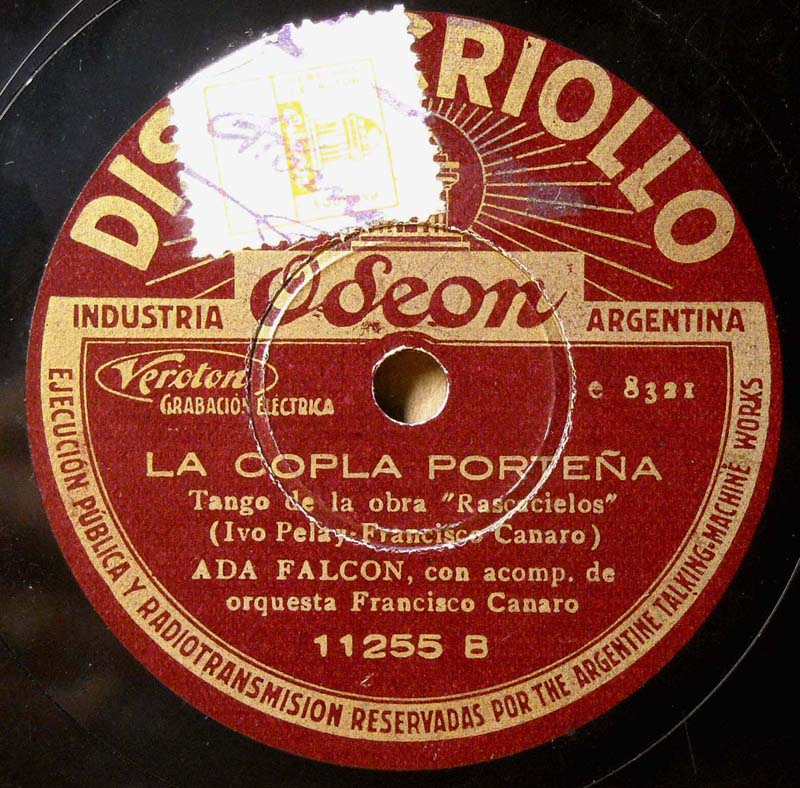 CRIOLLO
Odeon
INDUSTRIA ARGENTINA
Veroton
GRABACIÓN ELECTRICA
e 8321
LA COPLA PORTEÑA
Tango de la obra "Rascacielos"
(Ivo Pelay-Francisco Canaro)
ADA FALCON, con acomp. de
orquesta Francisco Canaro
11255 B
EJECUCIÓN PÚBLICA Y RADIOTRANSMISION RESERVADAS POR THE ARGENTINE TALKING-MACHINE WORKS